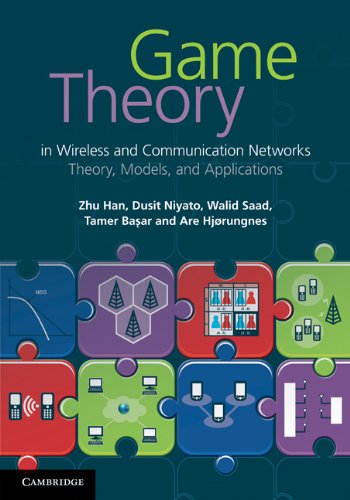 Game
Theory
in Wireless and Communication Networks
Theory, Models, and Applications
Zhu Han, Dusit Niyato, Walid Saad,
Tamer Başar and Are Hjørungnes
NBS
CAMBRIDGE